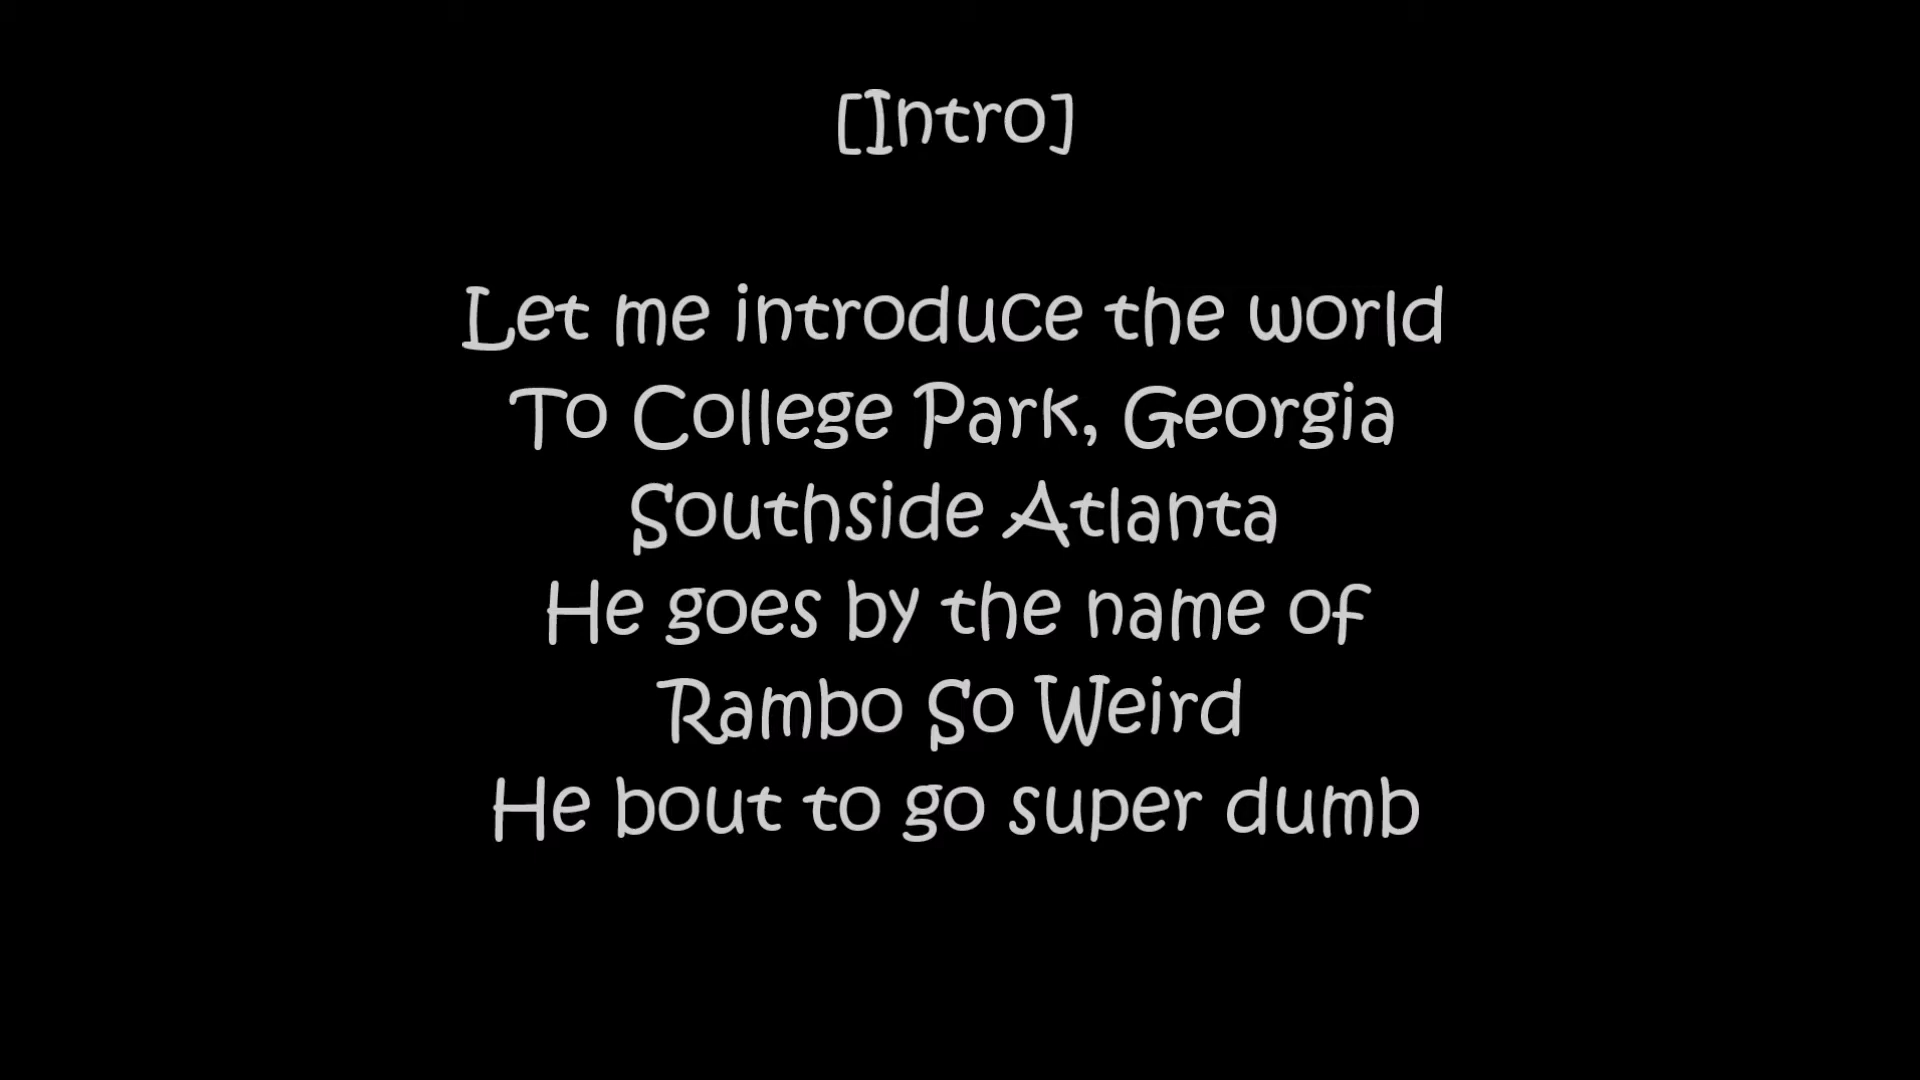 [Intro]
Let me introduce the world
To College Park, Georgia
Southside Atlanta
He goes by the name of
Rambo So Weird
He bout to go super dumb